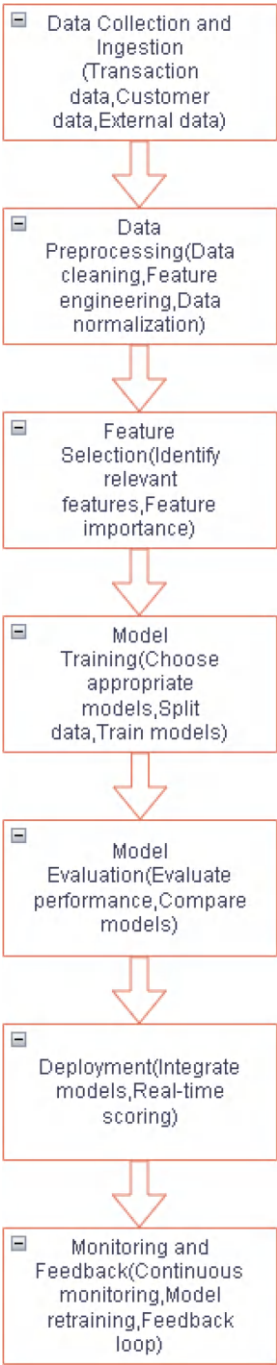 Data Collection and
Ingestion
(Transaction
data,Customer
data,External data)
Data
Preprocessing(Data
cleaning,Feature
engineering,Data
normalization)
Feature
Selection(Identify
relevant
features,Feature
importance)
Model
Training(Choose
appropriate
models,Split
data,Train models)
Model
Evaluation(Evaluate
performance,Compare
models)
Deployment(Integrate
models,Real-time
scoring)
Monitoring and
Feedback(Continuous
monitoring,Model
retraining,Feedback
loop)